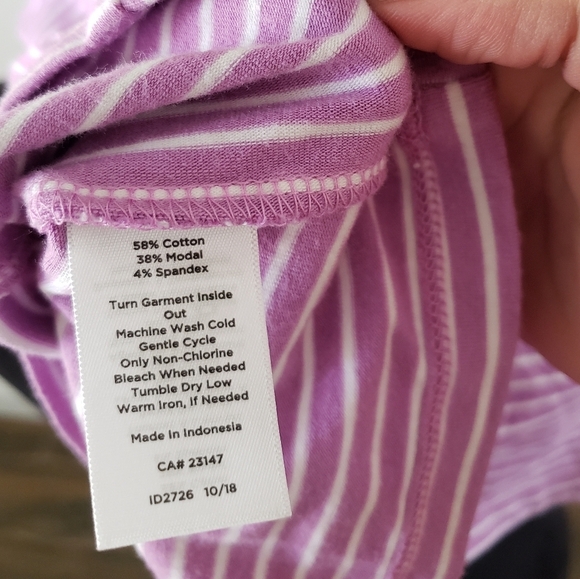 58% Cotton
38% Modal
4% Spandex
Turn Garment Inside
Out
Machine Wash Cold
Gentle Cycle
Only Non-Chlorine
Bleach When Needed
Tumble Dry Low
Warm Iron, If Needed
Made In Indonesia
CA# 23147
ID2726 10/18